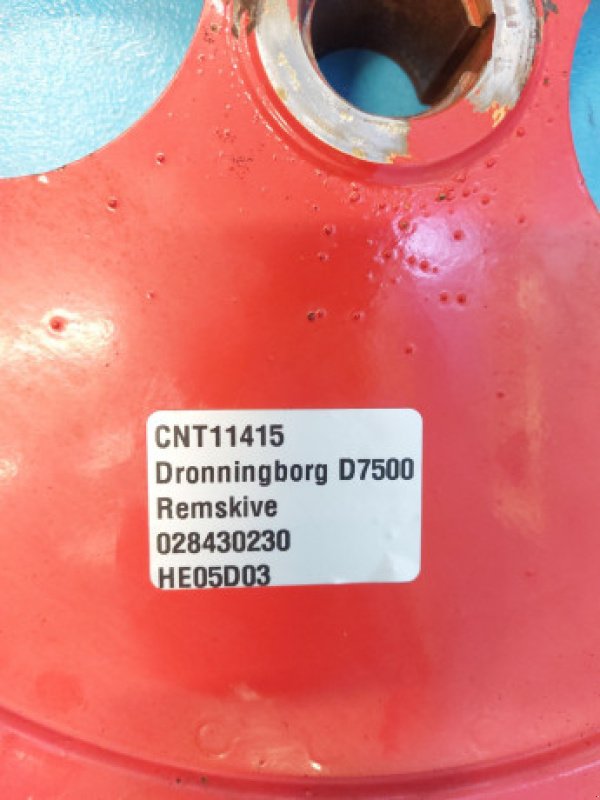 CNT11415
Dronningborg D7500
Remskive
028430230
HE05D03